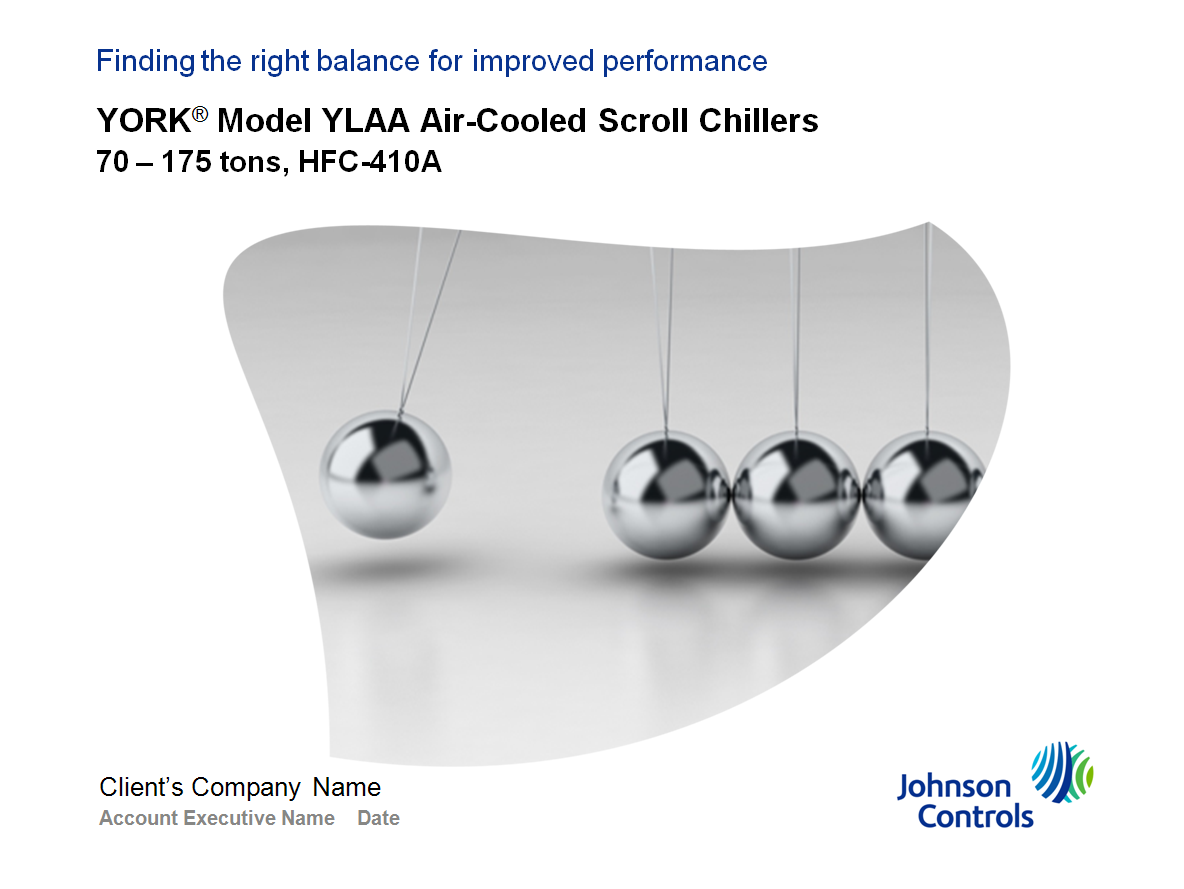 Finding the right balance for improved performance
YORK® Model YLAA Air-Cooled Scroll Chillers
70 – 175 tons, HFC-410A
Client’s Company Name
Account Executive Name Date
Johnson
Controls